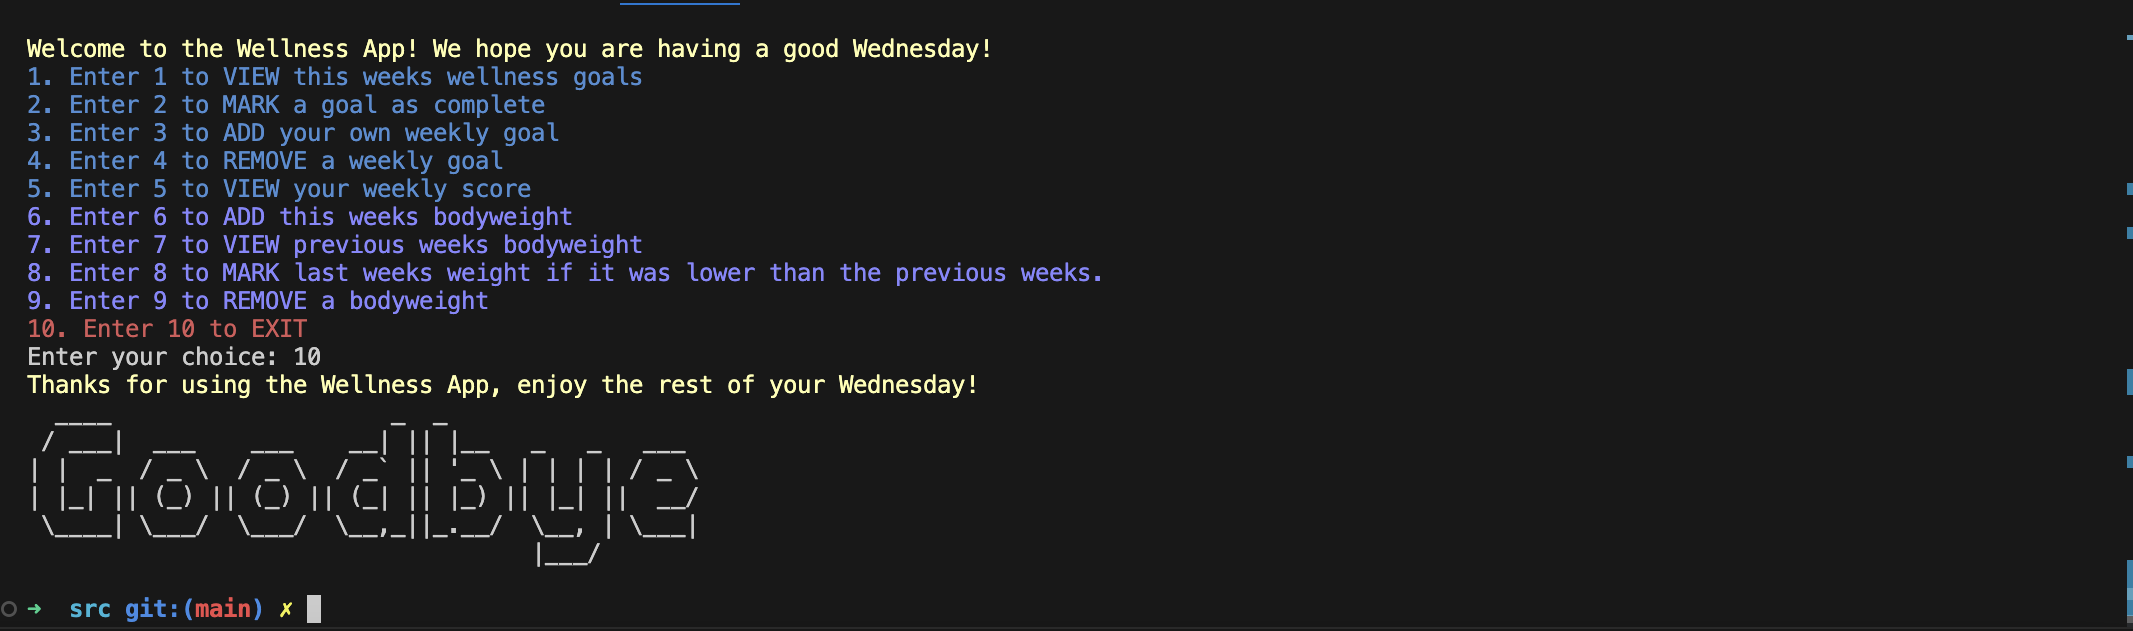 Welcome to the Wellness App! We hope you are having a good Wednesday!
1. Enter 1 to VIEW this weeks wellness goals
2. Enter 2 to MARK a goal as complete
3. Enter 3 to ADD your own weekly goal
4. Enter 4 to REMOVE a weekly goal
5. Enter 5 to VIEW your weekly score
6. Enter 6 to ADD this weeks bodyweight
7. Enter 7 to VIEW previous weeks bodyweight
8. Enter 8 to MARK last weeks weight if it was lower than the previous weeks.
9. Enter 9 to REMOVE a bodyweight
10. Enter 10 to EXIT
Enter your choice: 10
Thanks for using the Wellness App, enjoy the rest of your Wednesday!
Goodbye
➜ src git:(main) ✗